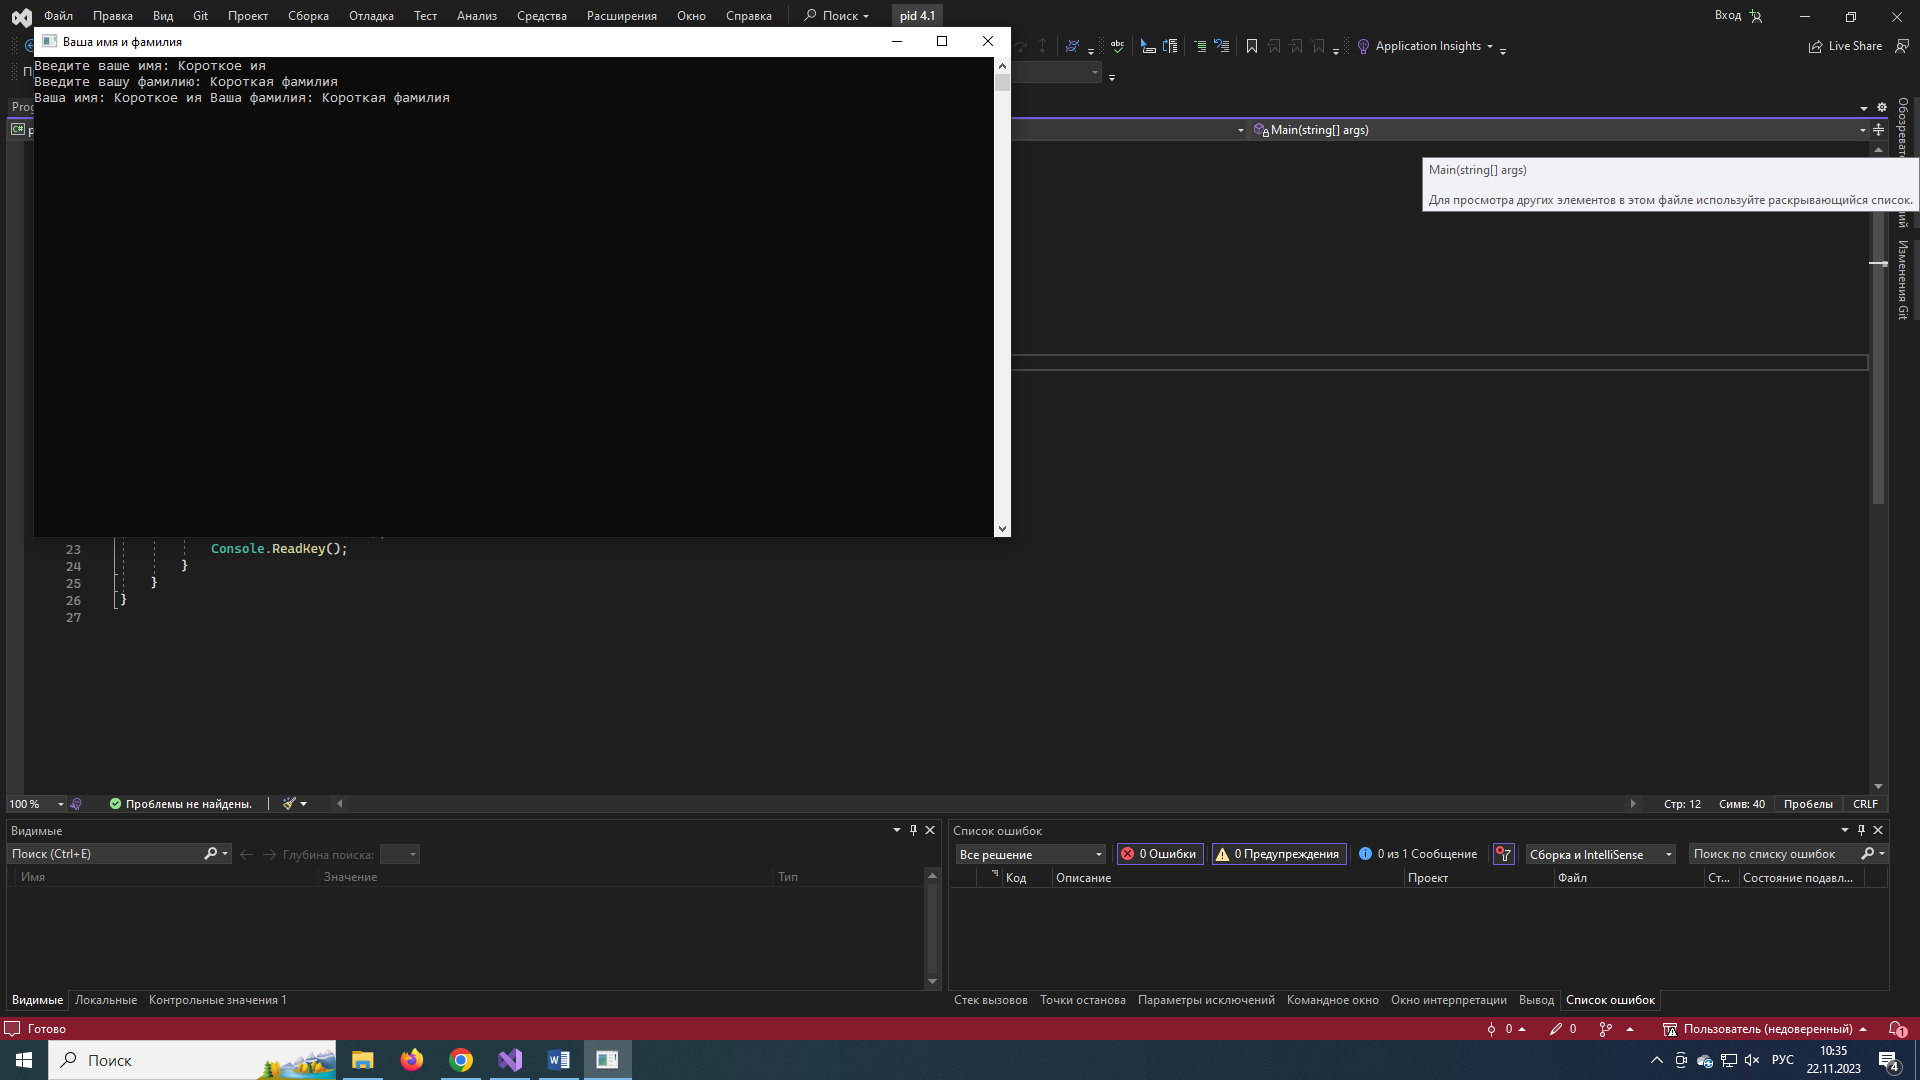 Файл Правка Вид Git Проект Сборка Отладка Тест Анализ Средства Расширения Окно Справка Поиск pid 4.1 Вход
Ваша имя и фамилия
Application Insights Live Share
Введите ваше имя: Короткое ия
Введите вашу фамилию: Короткая фамилия
Ваша имя: Короткое ия Ваша фамилия: Короткая фамилия
C# Main(string[] args)
Main(string[] args)
Для просмотра других элементов в этом файле используйте раскрывающийся список.
Изменения Git
23 Console.ReadKey();
24 }
25 }
26 }
27
100 % Проблемы не найдены. Стр: 12 Симв: 40 Пробелы CRLF
Видимые
Поиск (Ctrl+E) Глубина поиска:
Имя Значение Тип
Видимые Локальные Контрольные значения 1
Список ошибок
Все решение 0 Ошибки 0 Предупреждения 0 из 1 Сообщение Сборка и IntelliSense Поиск по списку ошибок
Код Описание Проект Файл Ст... Состояние подавл...
Стек вызовов Точки останова Параметры исключений Командное окно Окно интерпретации Вывод Список ошибок
Готово 0 0 Пользователь (недоверенный) 1
Поиск РУС 10:35
22.11.2023 4